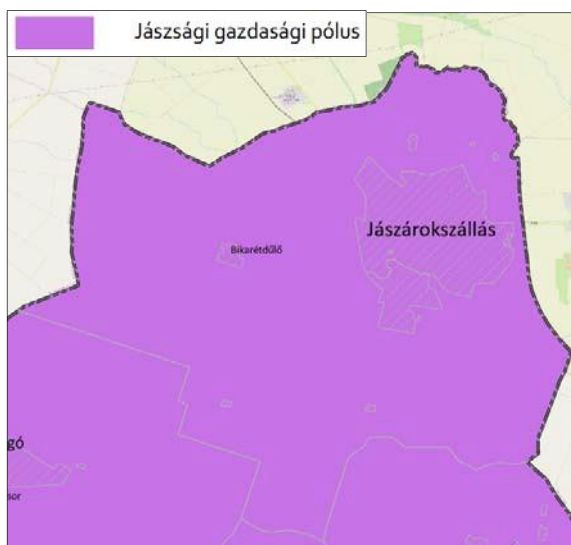 Jászsági gazdasági pólus
Jászárokszállás
Bikarétdűlő
gó
sor